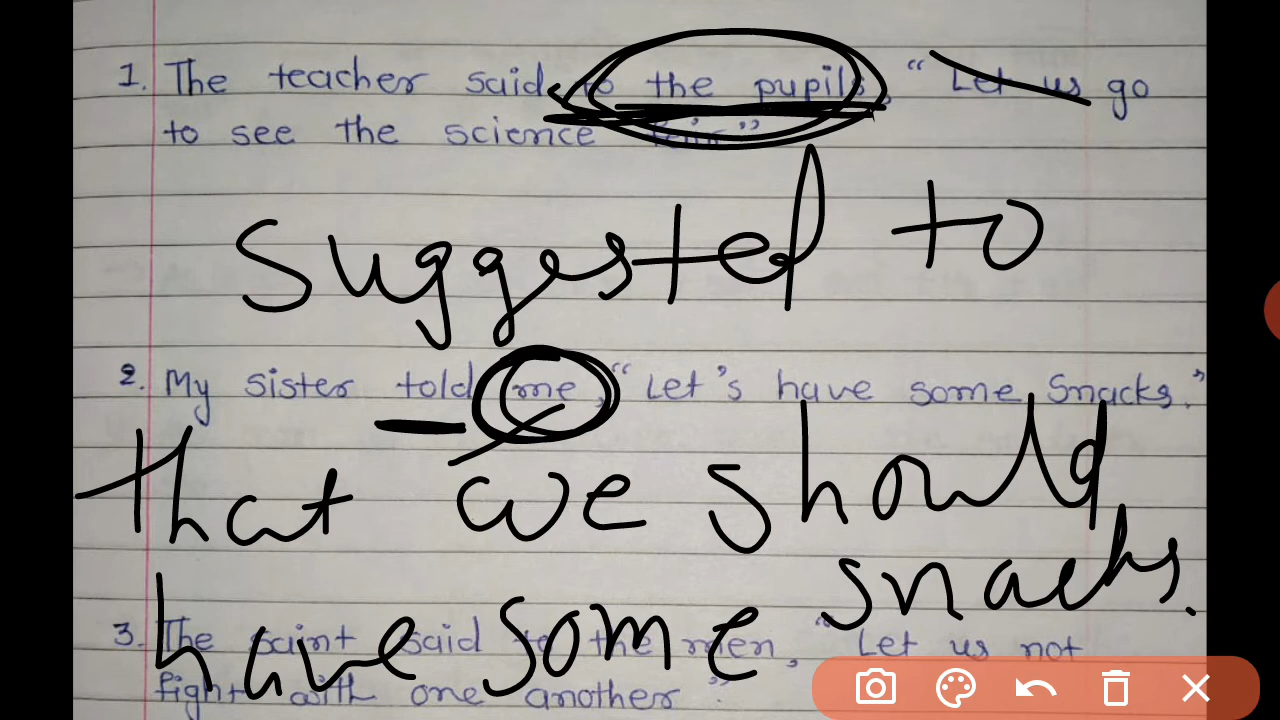 1. The teacher said to the pupils, "Let us go
to see the science fair"
suggested to
2. My sister told me, "Let's have some Snacks."
that we should
have some snacks.
3. The saint said to the men, "Let us not
fight with one another".